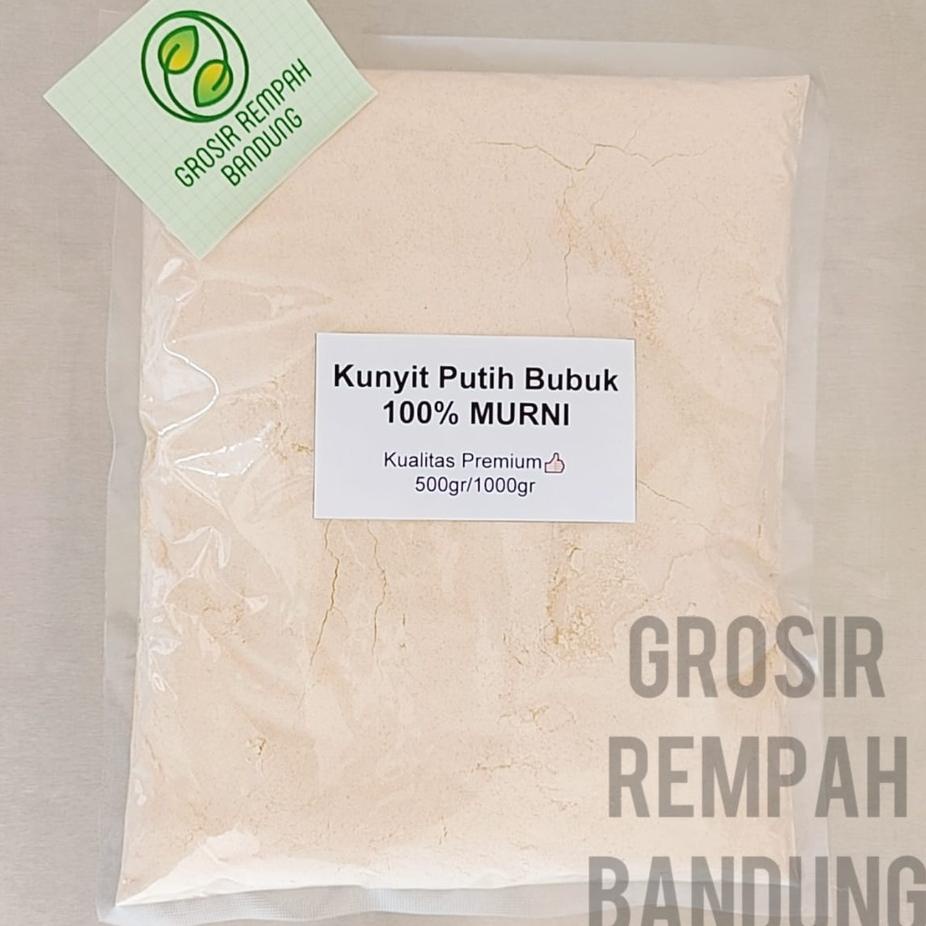 GROSIR REMPAH
BANDUNG
Kunyit Putih Bubuk
100% MURNI
Kualitas Premium👍
500gr/1000gr
GROSIR
REMPAH
BANDUNG